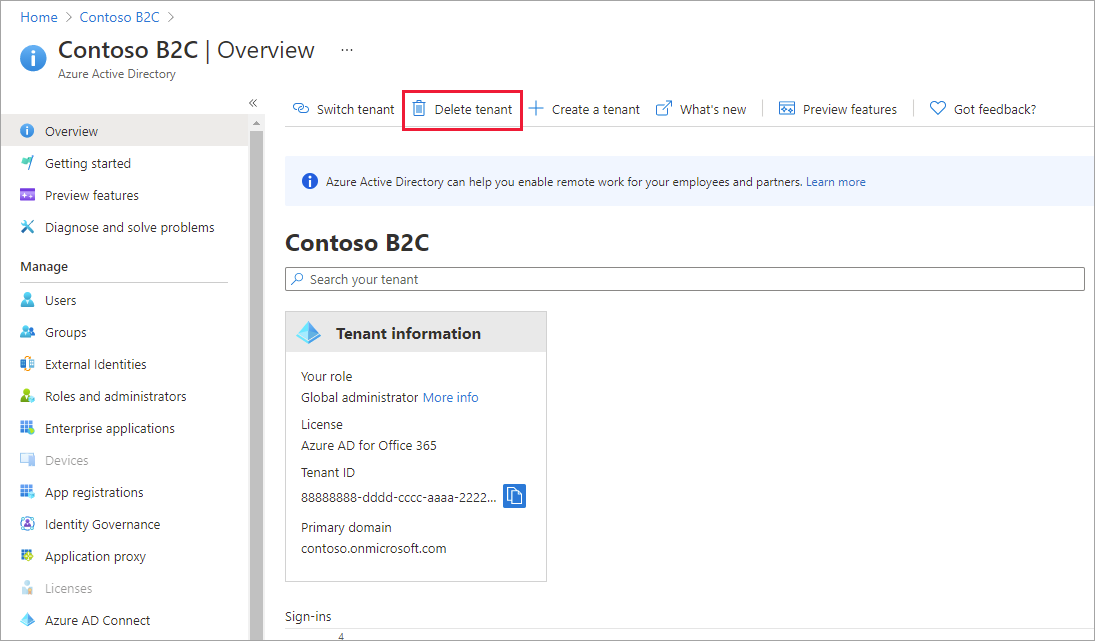 Home > Contoso B2C >
Contoso B2C | Overview ...
Azure Active Directory
«
Switch tenant Delete tenant Create a tenant What's new Preview features Got feedback?
Overview
Getting started
Preview features
Diagnose and solve problems
Manage
Users
Groups
External Identities
Roles and administrators
Enterprise applications
Devices
App registrations
Identity Governance
Application proxy
Licenses
Azure AD Connect
Azure Active Directory can help you enable remote work for your employees and partners. Learn more
Contoso B2C
Search your tenant
Tenant information
Your role
Global administrator More info
License
Azure AD for Office 365
Tenant ID
88888888-dddd-cccc-aaaa-2222...
Primary domain
contoso.onmicrosoft.com
Sign-ins
4